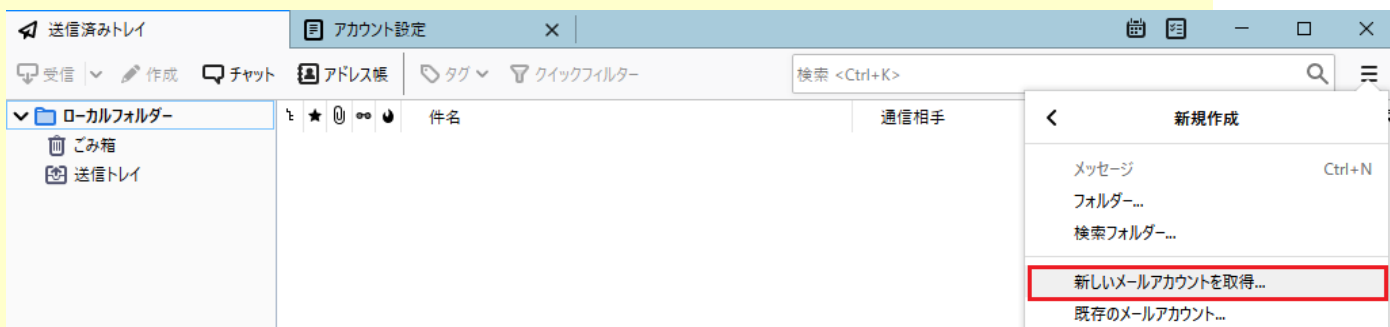 送信済みトレイ
アカウント設定
受信
作成
チャット
アドレス帳
タグ
クイックフィルター
検索 <Ctrl+K>
ローカルフォルダー
件名
通信相手
新規作成
ごみ箱
送信トレイ
メッセージ Ctrl+N
フォルダー...
検索フォルダー...
新しいメールアカウントを取得...
既存のメールアカウント...